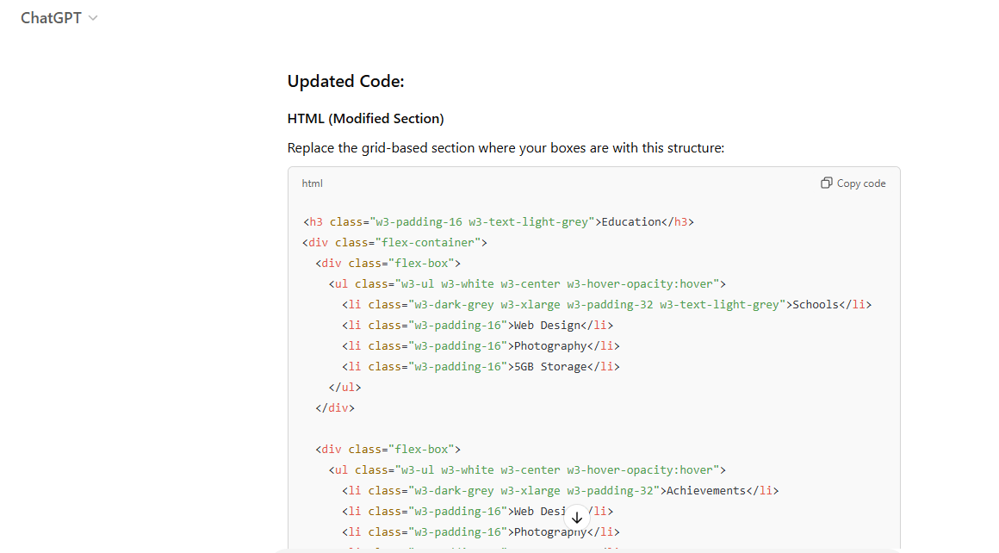 ChatGPT
Updated Code:
HTML (Modified Section)
Replace the grid-based section where your boxes are with this structure:
html
Copy code
<h3 class="w3-padding-16 w3-text-light-grey">Education</h3>
<div class="flex-container">
  <div class="flex-box">
    <ul class="w3-ul w3-white w3-center w3-hover-opacity:hover">
      <li class="w3-dark-grey w3-xlarge w3-padding-32 w3-text-light-grey">Schools</li>
      <li class="w3-padding-16">Web Design</li>
      <li class="w3-padding-16">Photography</li>
      <li class="w3-padding-16">5GB Storage</li>
    </ul>
  </div>
  <div class="flex-box">
    <ul class="w3-ul w3-white w3-center w3-hover-opacity:hover">
      <li class="w3-dark-grey w3-xlarge w3-padding-32">Achievements</li>
      <li class="w3-padding-16">Web /li>
      <li class="w3-padding-16">Photography</li>